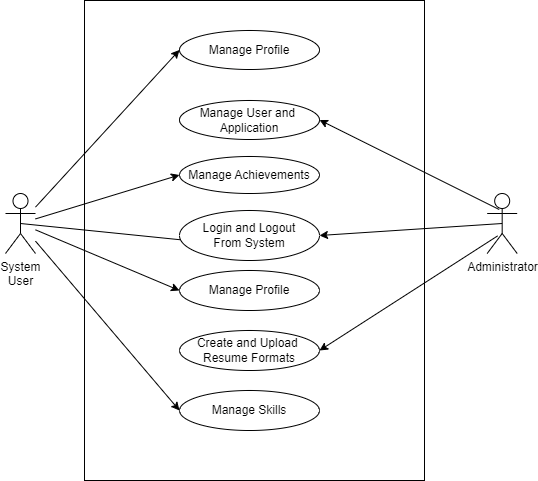 Manage Profile
Manage User and
Application
Manage Achievements
Login and Logout
From System
System
User
Administrator
Manage Profile
Create and Upload
Resume Formats
Manage Skills